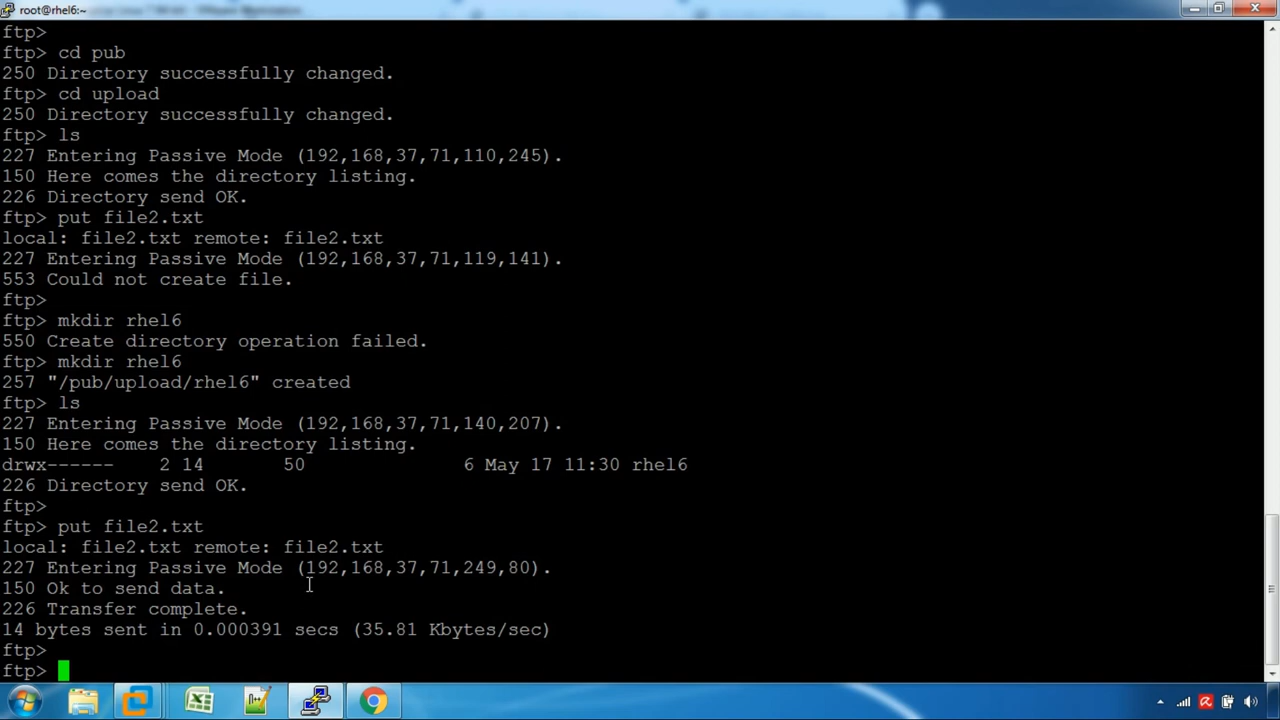 root@rhel6:~
ftp>
ftp> cd pub
250 Directory successfully changed.
ftp> cd upload
250 Directory successfully changed.
ftp> ls
227 Entering Passive Mode (192,168,37,71,110,245).
150 Here comes the directory listing.
226 Directory send OK.
ftp> put file2.txt
local: file2.txt remote: file2.txt
227 Entering Passive Mode (192,168,37,71,119,141).
553 Could not create file.
ftp>
ftp> mkdir rhel6
550 Create directory operation failed.
ftp> mkdir rhel6
257 "/pub/upload/rhel6" created
ftp> ls
227 Entering Passive Mode (192,168,37,71,140,207).
150 Here comes the directory listing.
drwx------    2 14       50              6 May 17 11:30 rhel6
226 Directory send OK.
ftp>
ftp> put file2.txt
local: file2.txt remote: file2.txt
227 Entering Passive Mode (192,168,37,71,249,80).
150 Ok to send data.
226 Transfer complete.
14 bytes sent in 0.000391 secs (35.81 Kbytes/sec)
ftp>
ftp>